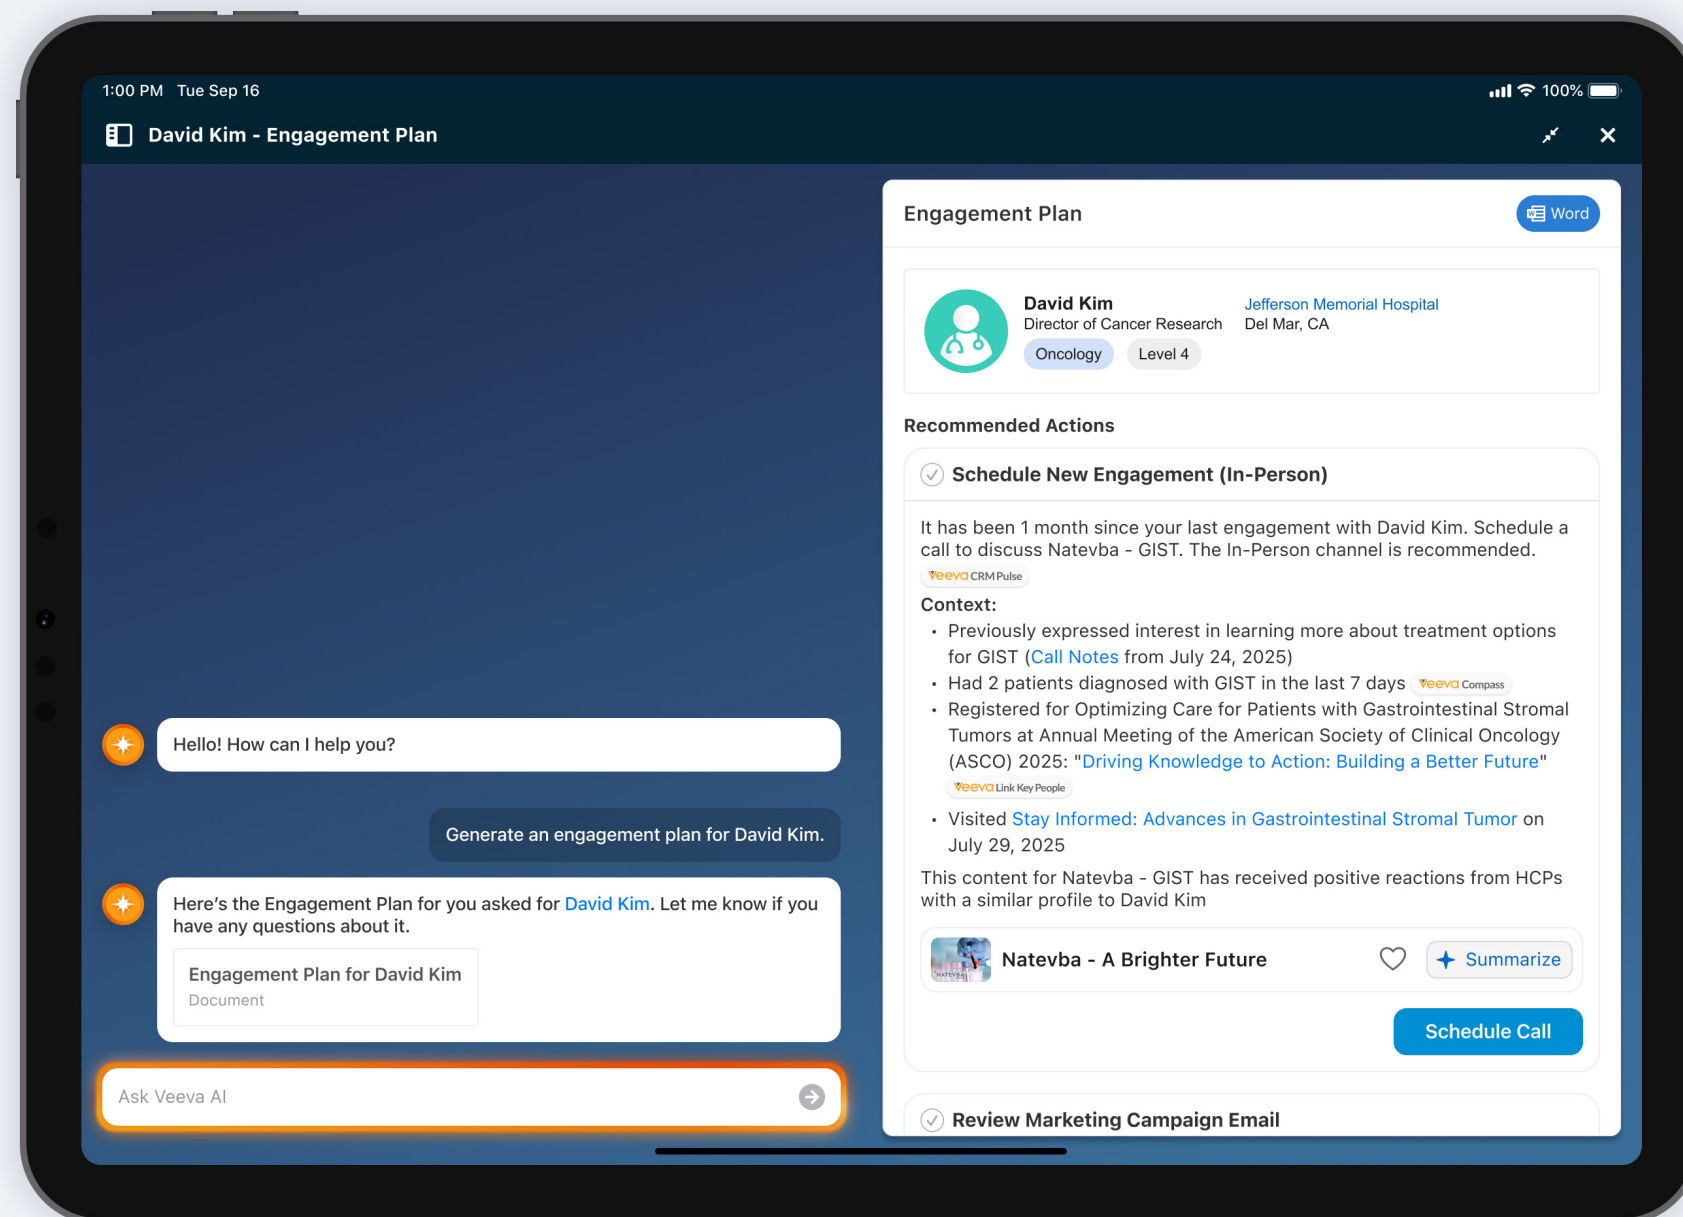 1:00 PM Tue Sep 16
100%
David Kim - Engagement Plan
Hello! How can I help you?
Generate an engagement plan for David Kim.
Here's the Engagement Plan for you asked for David Kim. Let me know if you
have any questions about it.
Engagement Plan for David Kim
Document
Ask Veeva AI
Engagement Plan
Word
David Kim
Director of Cancer Research
Oncology
Level 4
Jefferson Memorial Hospital
Del Mar, CA
Recommended Actions
Schedule New Engagement (In-Person)
It has been 1 month since your last engagement with David Kim. Schedule a
call to discuss Natevba - GIST. The In-Person channel is recommended.
Veeva CRM Pulse
Context:
• Previously expressed interest in learning more about treatment options
for GIST (Call Notes from July 24, 2025)
• Had 2 patients diagnosed with GIST in the last 7 days Veeva Compass
• Registered for Optimizing Care for Patients with Gastrointestinal Stromal
Tumors at Annual Meeting of the American Society of Clinical Oncology
(ASCO) 2025: "Driving Knowledge to Action: Building a Better Future"
Veeva Link Key People
• Visited Stay Informed: Advances in Gastrointestinal Stromal Tumor on
July 29, 2025
This content for Natevba - GIST has received positive reactions from HCPs
with a similar profile to David Kim
NATEVBA
Natevba - A Brighter Future
Summarize
Schedule Call
Review Marketing Campaign Email